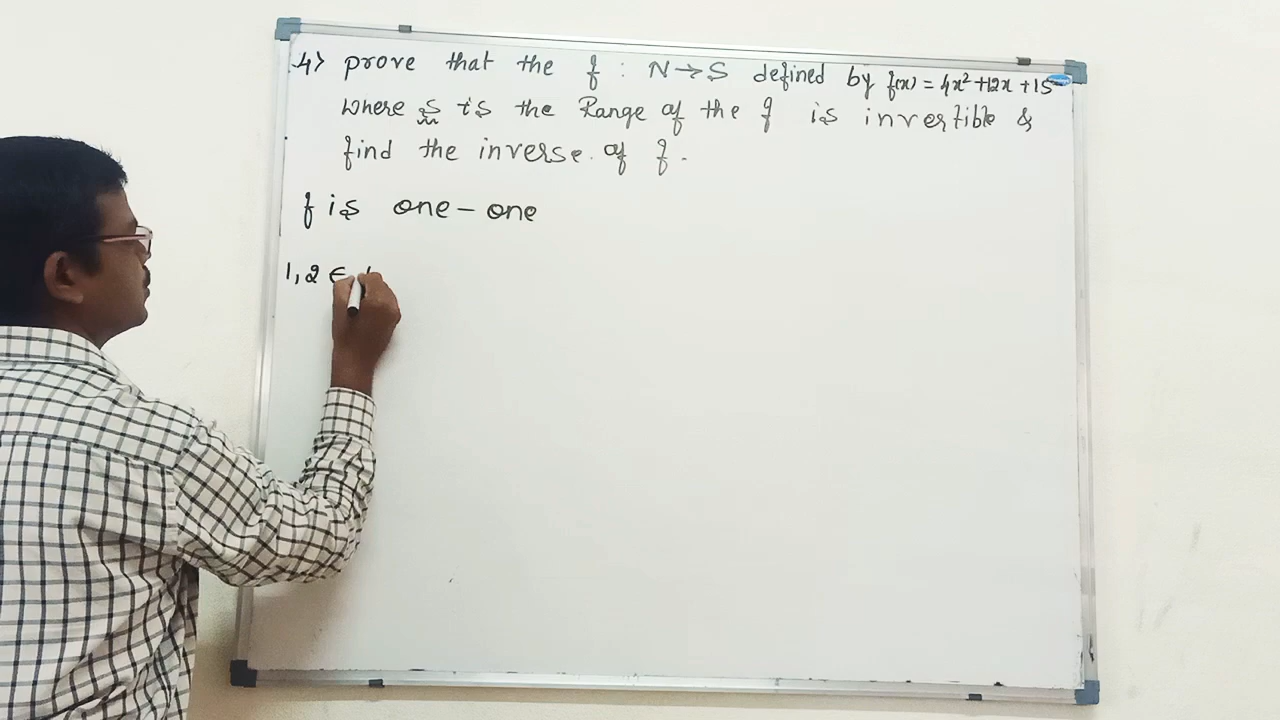 4) prove that the f : N → S defined by f(x) = 4x² + 12x + 15
where S is the Range of the f is invertible &
find the inverse of f.
f is one - one
1, 2 ∈